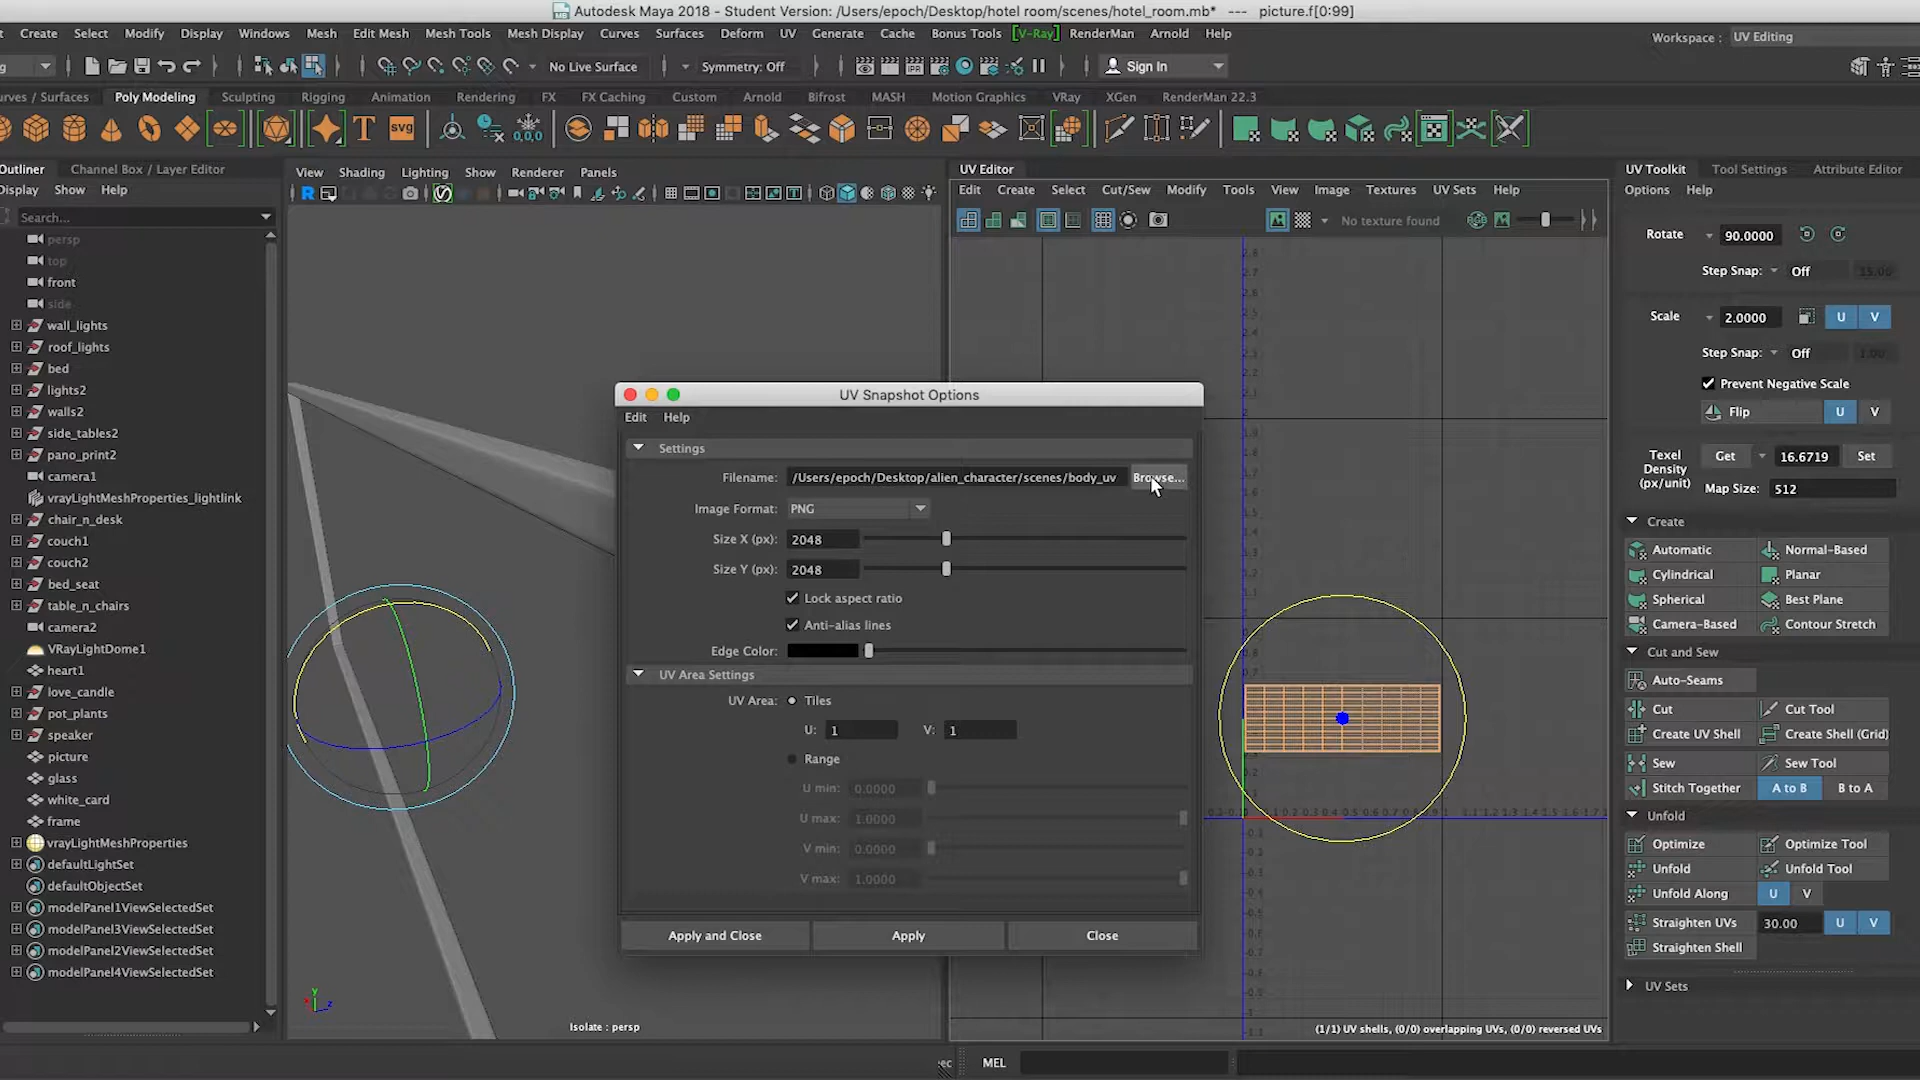 Autodesk Maya 2018 - Student Version: /Users/epoch/Desktop/hotel room/scenes/hotel_room.mb*   ---   picture.f[0:99]
Create Select Modify Display Windows Mesh Edit Mesh Mesh Tools Mesh Display Curves Surfaces Deform UV Generate Cache Bonus Tools [V-Ray] RenderMan Arnold Help
Workspace : UV Editing
No Live Surface Symmetry: Off Sign In
Curves / Surfaces Poly Modeling Sculpting Rigging Animation Rendering FX FX Caching Custom Arnold Bifrost MASH Motion Graphics VRay XGen RenderMan 22.3
Outliner Channel Box / Layer Editor
Display Show Help
Search...
persp
top
front
side
wall_lights
roof_lights
bed
lights2
walls2
side_tables2
pano_print2
camera1
vrayLightMeshProperties_lightlink
chair_n_desk
couch1
couch2
bed_seat
table_n_chairs
camera2
VRayLightDome1
heart1
love_candle
pot_plants
speaker
picture
glass
white_card
frame
vrayLightMeshProperties
defaultLightSet
defaultObjectSet
modelPanel1ViewSelectedSet
modelPanel3ViewSelectedSet
modelPanel2ViewSelectedSet
modelPanel4ViewSelectedSet
View Shading Lighting Show Renderer Panels
Isolate : persp
UV Snapshot Options
Edit Help
Settings
Filename: /Users/epoch/Desktop/alien_character/scenes/body_uv Browse...
Image Format: PNG
Size X (px): 2048
Size Y (px): 2048
Lock aspect ratio
Anti-alias lines
Edge Color:
UV Area Settings
UV Area: Tiles
U: 1 V: 1
Range
U min: 0.0000
U max: 1.0000
V min: 0.0000
V max: 1.0000
Apply and Close Apply Close
UV Editor
Edit Create Select Cut/Sew Modify Tools View Image Textures UV Sets Help
No texture found
(1/1) UV shells, (0/0) overlapping UVs, (0/0) reversed UVs
UV Toolkit Tool Settings Attribute Editor
Options Help
Rotate 90.0000
Step Snap: Off 15.00
Scale 2.0000 U V
Step Snap: Off 1.00
Prevent Negative Scale
Flip U V
Texel Density (px/unit) Get 16.6719 Set
Map Size: 512
Create
Automatic Normal-Based
Cylindrical Planar
Spherical Best Plane
Camera-Based Contour Stretch
Cut and Sew
Auto-Seams
Cut Cut Tool
Create UV Shell Create Shell (Grid)
Sew Sew Tool
Stitch Together A to B B to A
Unfold
Optimize Optimize Tool
Unfold Unfold Tool
Unfold Along U V
Straighten UVs 30.00 U V
Straighten Shell
UV Sets
MEL